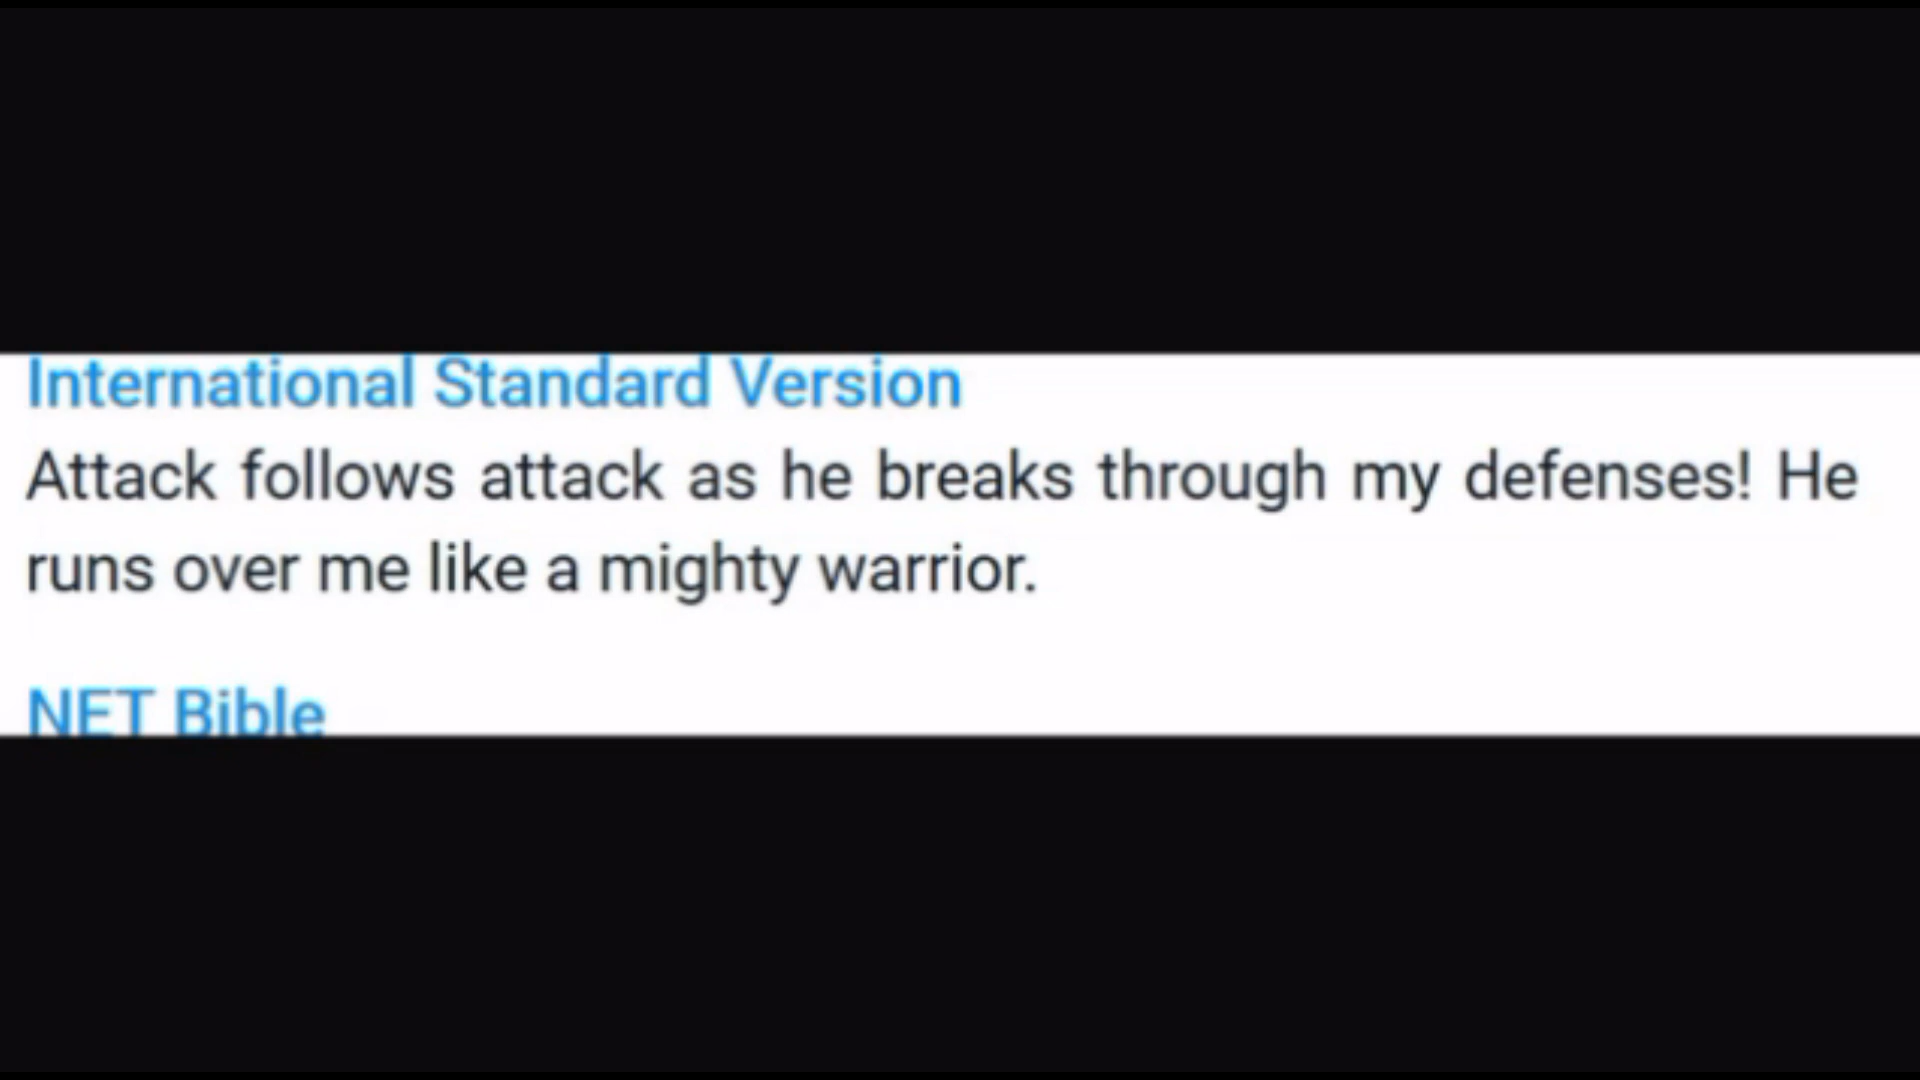 International Standard Version
Attack follows attack as he breaks through my defenses! He
runs over me like a mighty warrior.
NET Bible